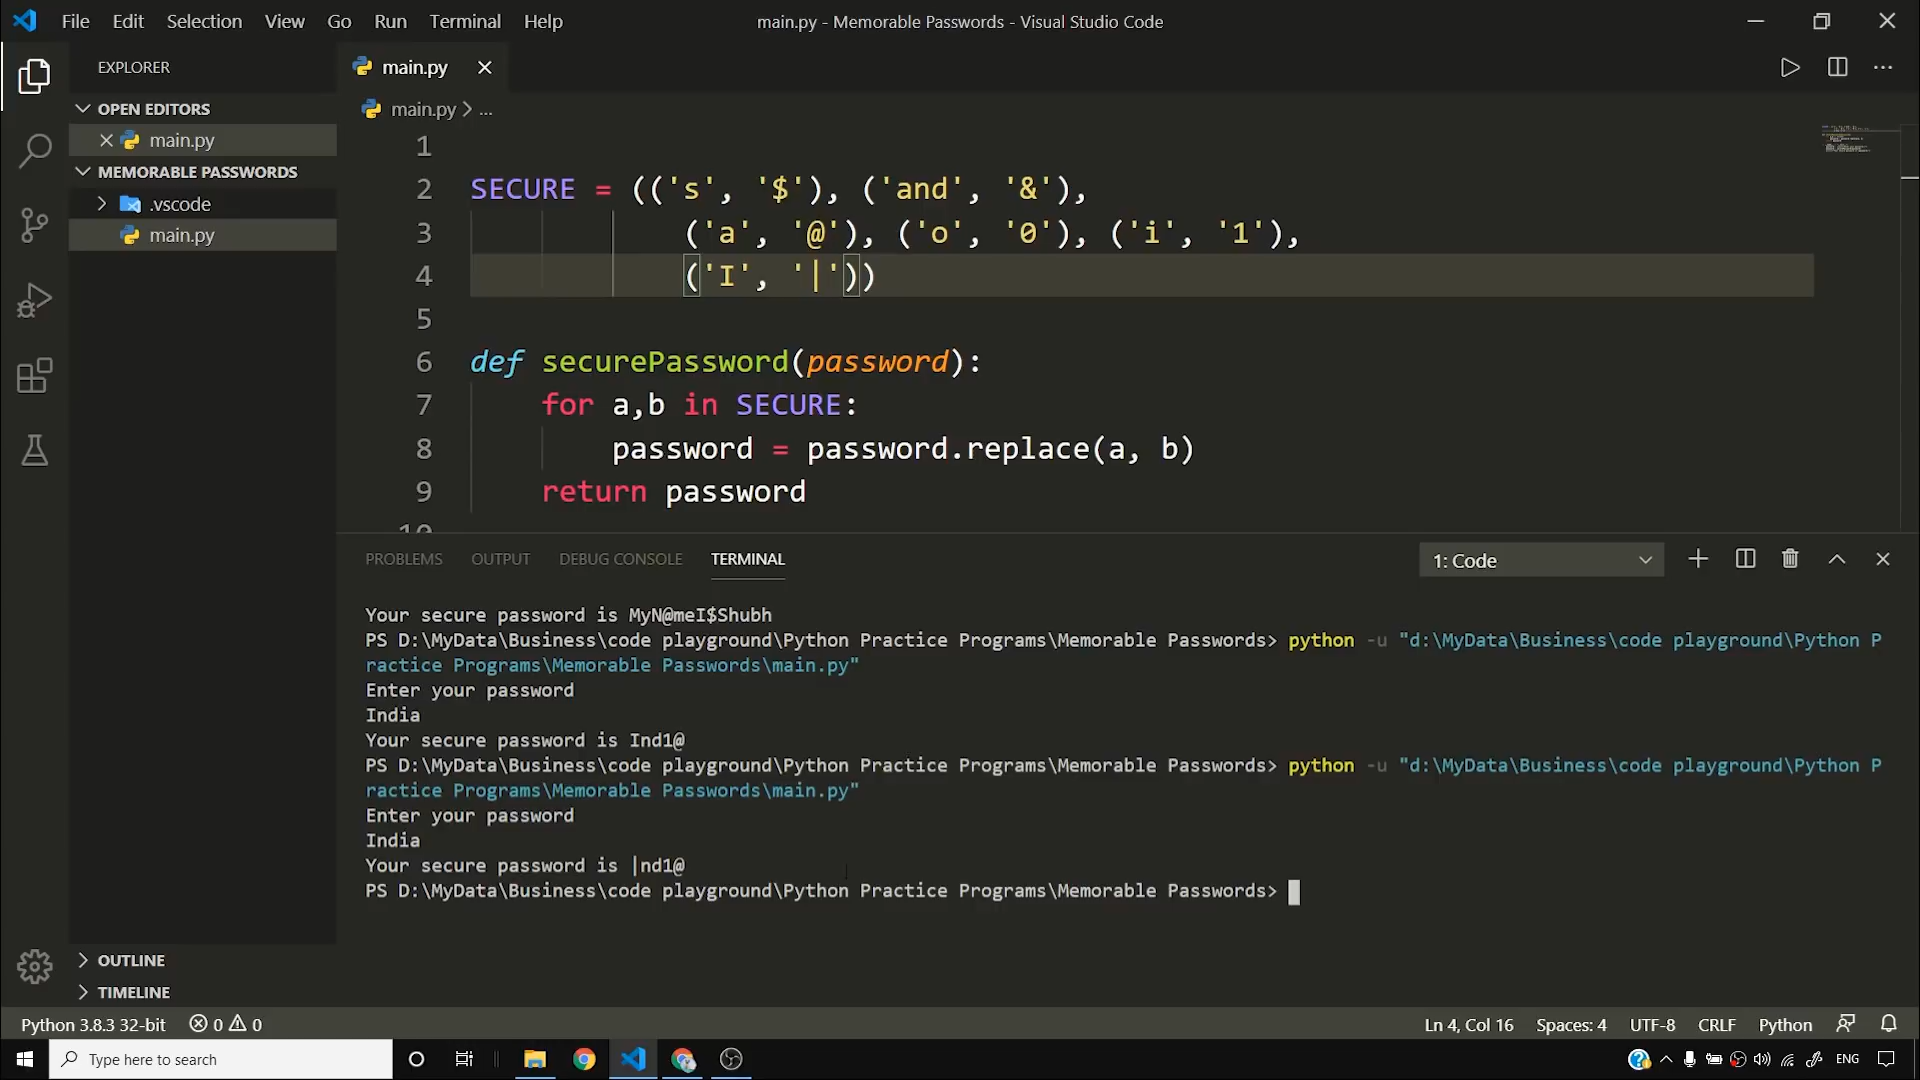 File Edit Selection View Go Run Terminal Help
main.py - Memorable Passwords - Visual Studio Code
EXPLORER
OPEN EDITORS
main.py
MEMORABLE PASSWORDS
.vscode
main.py
OUTLINE
TIMELINE
main.py
main.py > ...
1
2 SECURE = (('s', '$'), ('and', '&'),
3 ('a', '@'), ('o', '0'), ('i', '1'),
4 ('I', '|'))
5
6 def securePassword(password):
7 for a,b in SECURE:
8 password = password.replace(a, b)
9 return password
10
PROBLEMS OUTPUT DEBUG CONSOLE TERMINAL
1: Code
Your secure password is MyN@meI$Shubh
PS D:\MyData\Business\code playground\Python Practice Programs\Memorable Passwords> python -u "d:\MyData\Business\code playground\Python P
ractice Programs\Memorable Passwords\main.py"
Enter your password
India
Your secure password is Ind1@
PS D:\MyData\Business\code playground\Python Practice Programs\Memorable Passwords> python -u "d:\MyData\Business\code playground\Python P
ractice Programs\Memorable Passwords\main.py"
Enter your password
India
Your secure password is |nd1@
PS D:\MyData\Business\code playground\Python Practice Programs\Memorable Passwords>
Python 3.8.3 32-bit 0 0 Ln 4, Col 16 Spaces: 4 UTF-8 CRLF Python
Type here to search
ENG